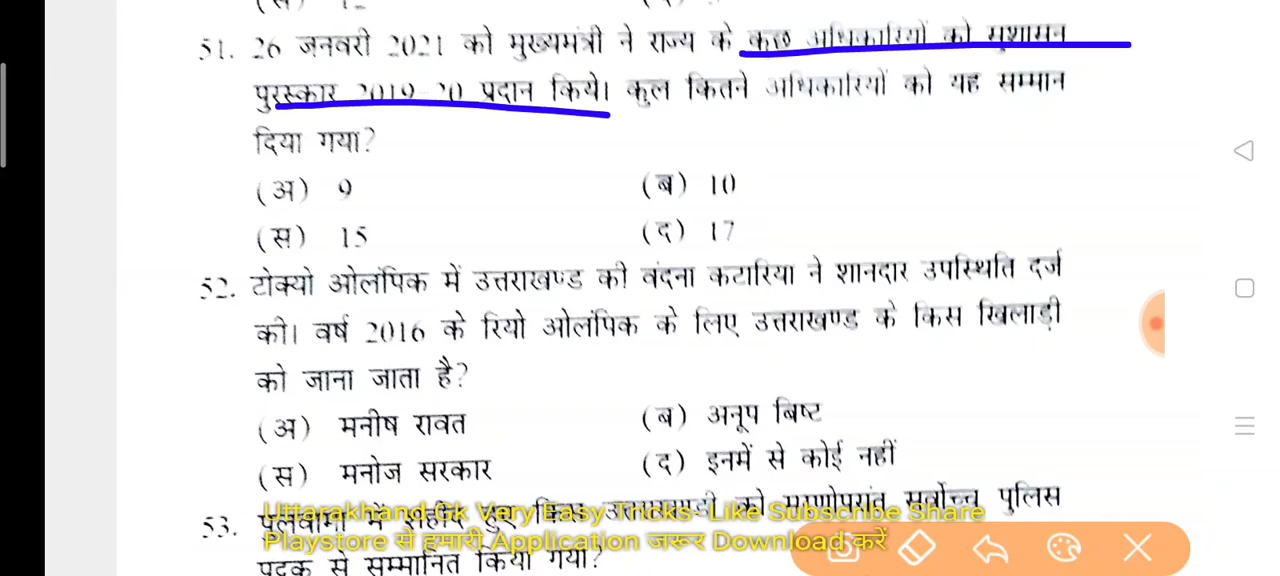 51. 26 जनवरी 2021 को मुख्यमंत्री ने राज्य के कुछ अधिकारियों को सुशासन
पुरस्कार 2019-20 प्रदान किये। कुल कितने अधिकारियों को यह सम्मान
दिया गया?
(अ) 9 (ब) 10
(स) 15 (द) 17
52. टोक्यो ओलंपिक में उत्तराखण्ड की वंदना कटारिया ने शानदार उपस्थिति दर्ज
की। वर्ष 2016 के रियो ओलंपिक के लिए उत्तराखण्ड के किस खिलाड़ी
को जाना जाता है?
(अ) मनीष रावत (ब) अनूप बिष्ट
(स) मनोज सरकार (द) इनमें से कोई नहीं
53. पुलवामा में शहीद हुए किस उत्तराखण्डी को मरणोपरांत सर्वोच्च पुलिस
Uttarakhand Gk Very Easy Tricks- Like Subscribe Share
Playstore से हमारी Application जरूर Download करें
पदक से सम्मानित किया गया?